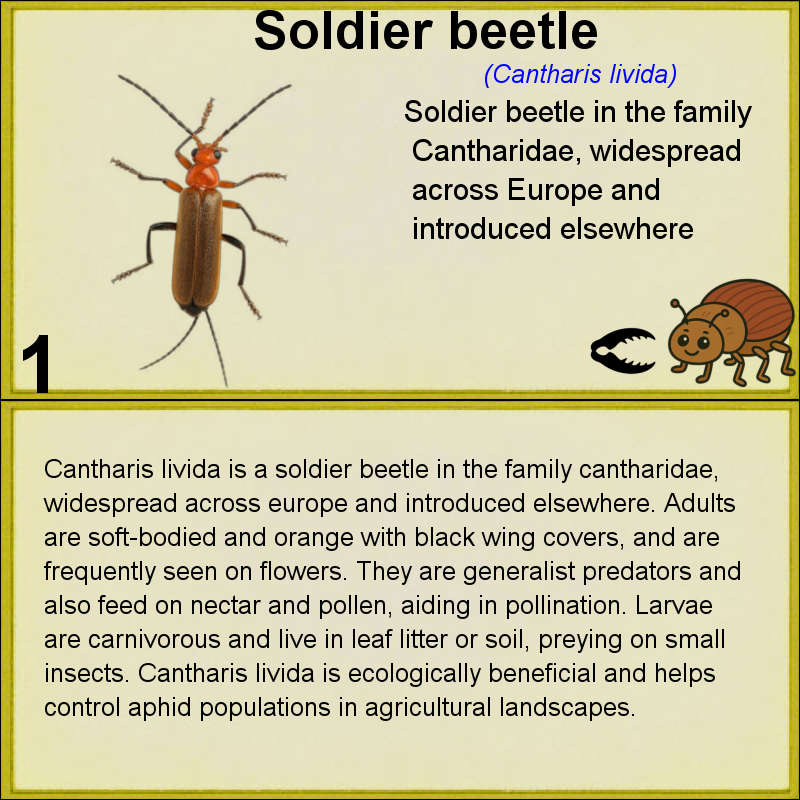 Soldier beetle
(Cantharis livida)
Soldier beetle in the family
Cantharidae, widespread
across Europe and
introduced elsewhere
1
Cantharis livida is a soldier beetle in the family cantharidae,
widespread across europe and introduced elsewhere. Adults
are soft-bodied and orange with black wing covers, and are
frequently seen on flowers. They are generalist predators and
also feed on nectar and pollen, aiding in pollination. Larvae
are carnivorous and live in leaf litter or soil, preying on small
insects. Cantharis livida is ecologically beneficial and helps
control aphid populations in agricultural landscapes.